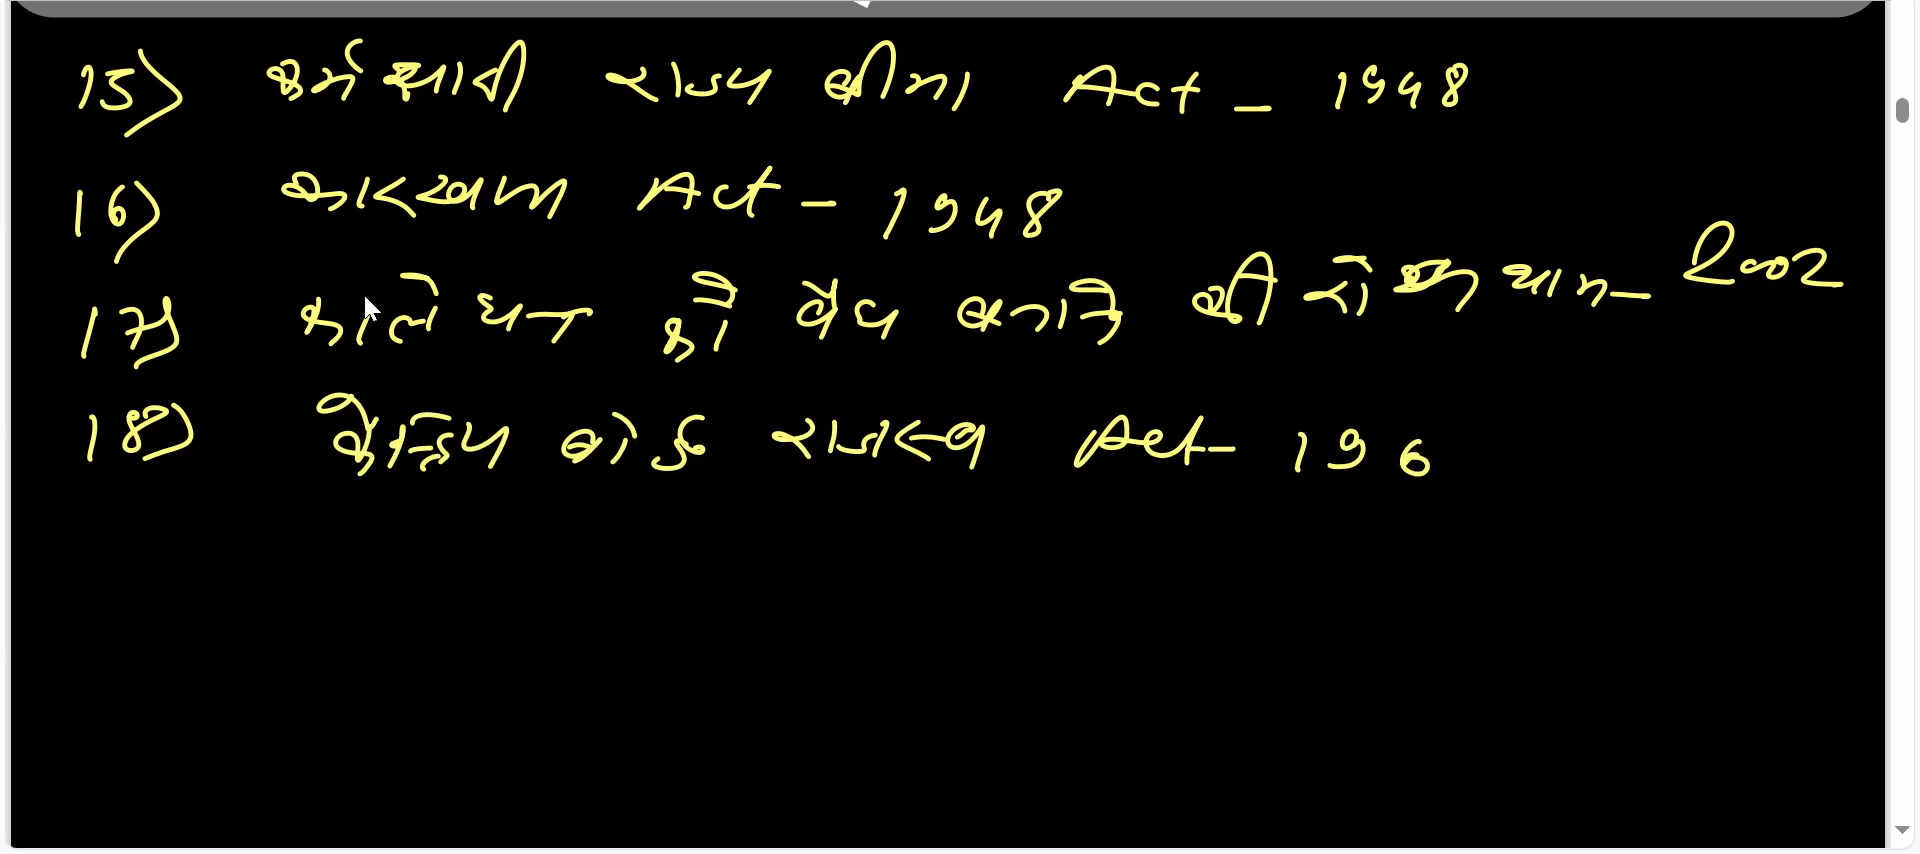 15) कर्मचारी राज्य बीमा Act - 1948
16) कारखाना Act - 1948
17) काले धन को वैध बनाने की रोकथाम - 2002
18) केन्द्रीय बोर्ड राजस्व Act - 196